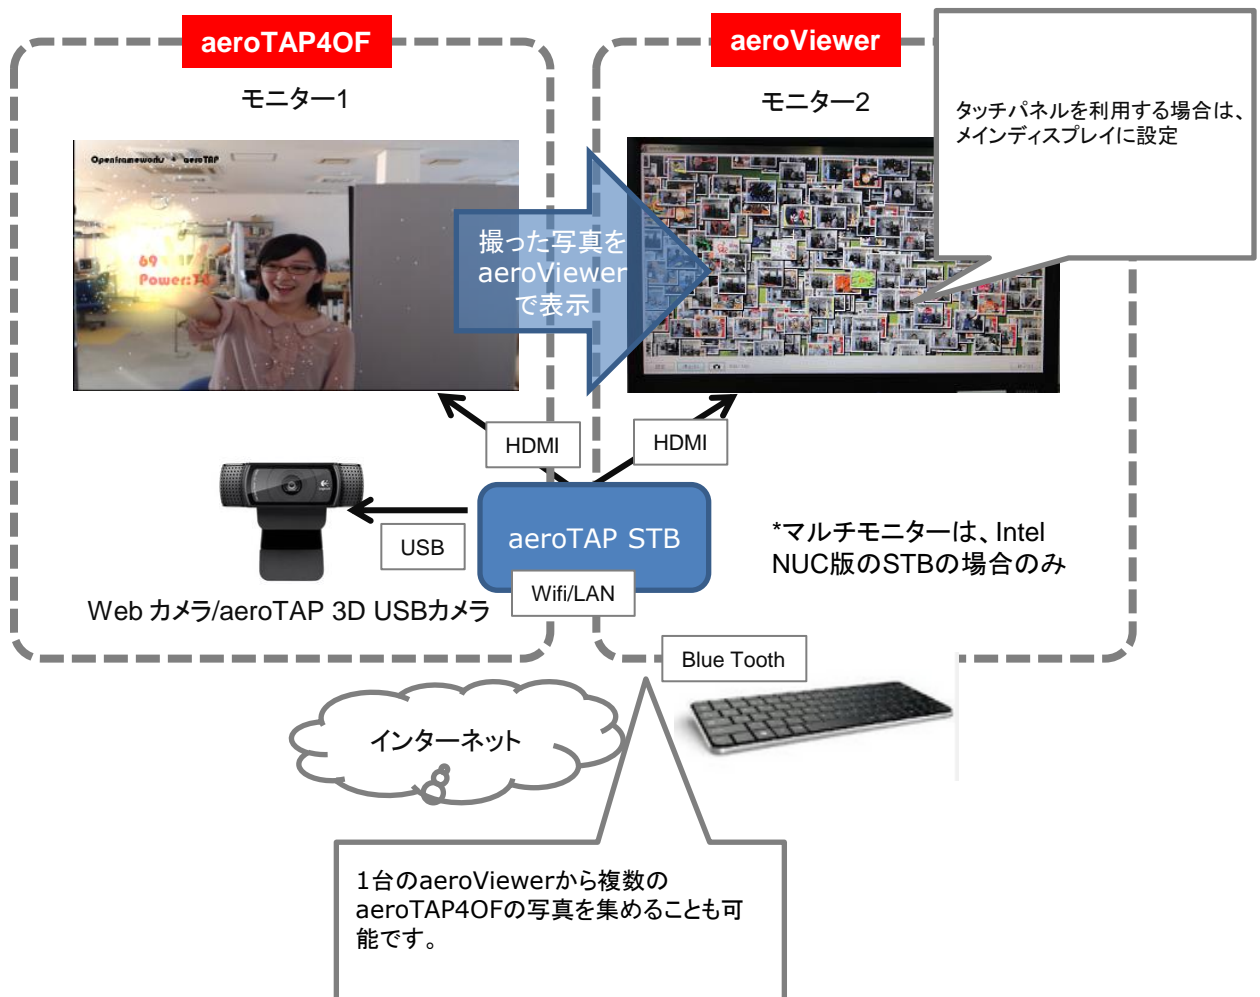 aeroTAP4OF
aeroViewer
モニター1
モニター2
タッチパネルを利用する場合は、
メインディスプレイに設定
Openframeworks + aeroTAP
69
撮った写真を
aeroViewer
で表示
HDMI
HDMI
USB
aeroTAP STB
Wifi/LAN
*マルチモニターは、Intel
NUC版のSTBの場合のみ
Web カメラ/aeroTAP 3D USBカメラ
Blue Tooth
インターネット
1台のaeroViewerから複数の
aeroTAP4OFの写真を集めることも可
能です。